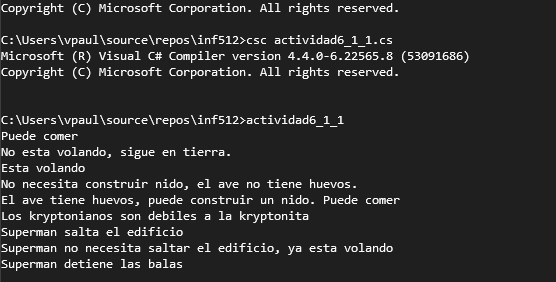 Copyright (C) Microsoft Corporation. All rights reserved.
C:\Users\vpaul\source\repos\inf512>csc actividad6_1_1.cs
Microsoft (R) Visual C# Compiler version 4.4.0-6.22565.8 (53091686)
Copyright (C) Microsoft Corporation. All rights reserved.
C:\Users\vpaul\source\repos\inf512>actividad6_1_1
Puede comer
No esta volando, sigue en tierra.
Esta volando
No necesita construir nido, el ave no tiene huevos.
El ave tiene huevos, puede construir un nido. Puede comer
Los kryptonianos son debiles a la kryptonita
Superman salta el edificio
Superman no necesita saltar el edificio, ya esta volando
Superman detiene las balas